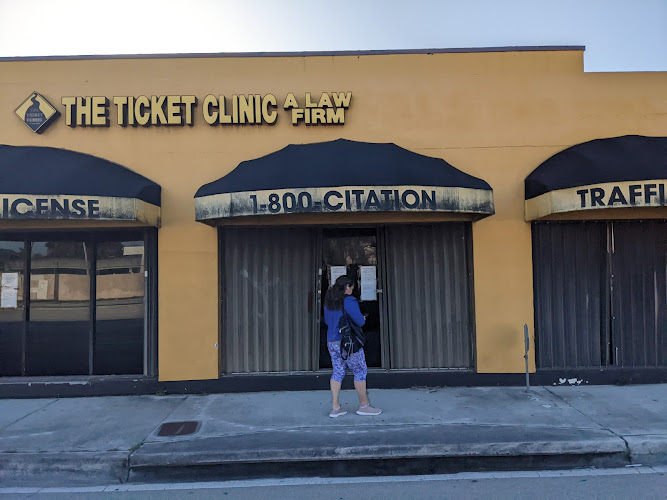 THE TICKET CLINIC A LAW FIRM
ICENSE
1-800-CITATION
TRAFFI